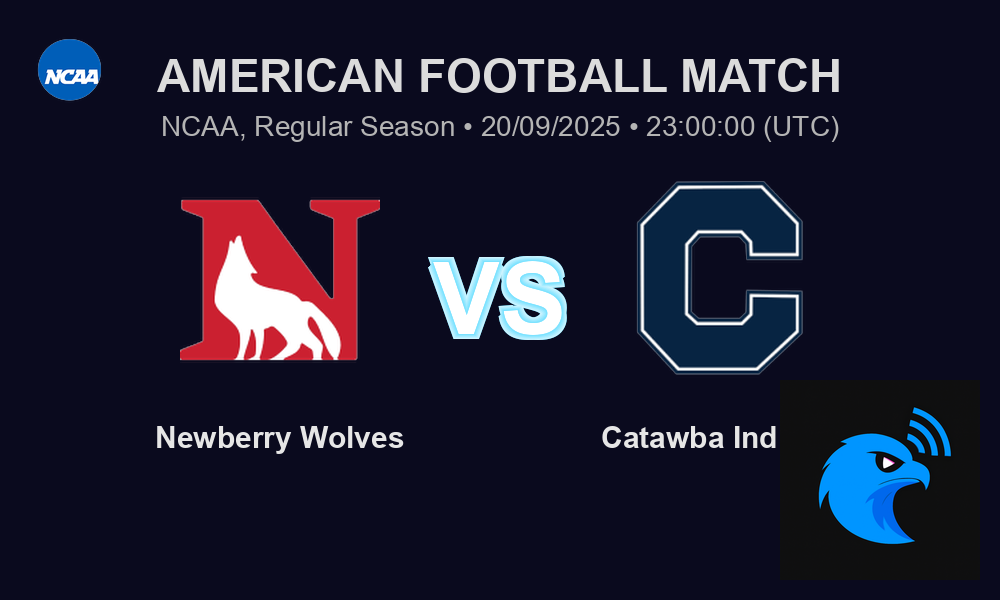 NCAA
AMERICAN FOOTBALL MATCH
NCAA, Regular Season • 20/09/2025 • 23:00:00 (UTC)
N
C
VS
Newberry Wolves
Catawba Ind